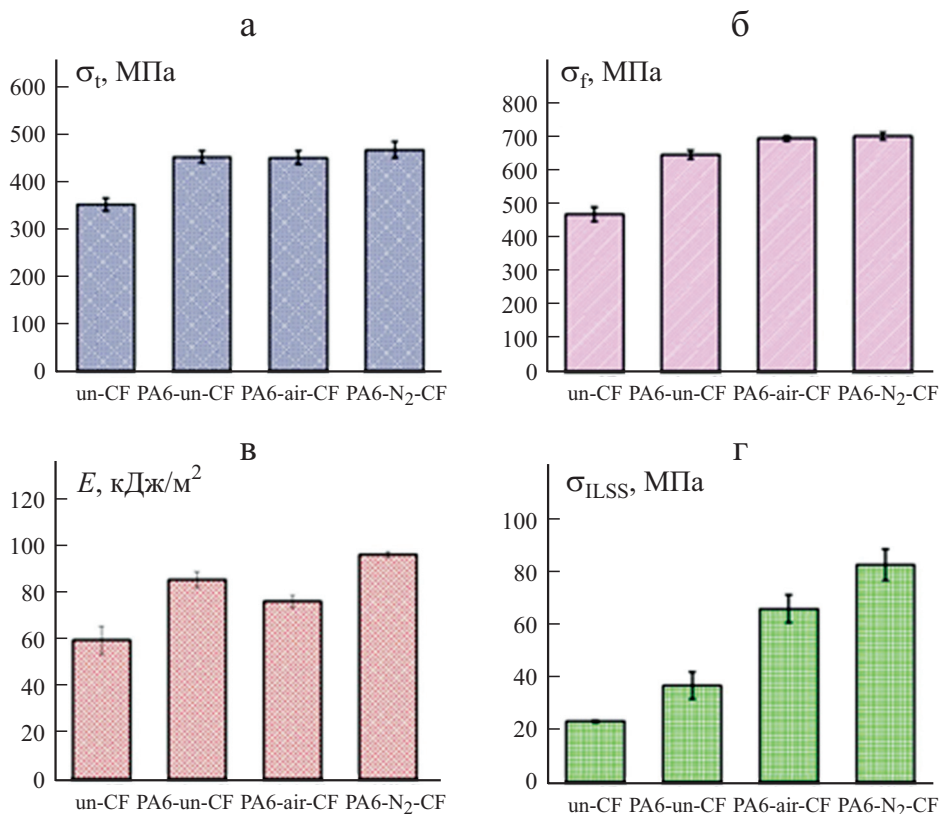 а
σt, МПа
600
500
400
300
200
100
0
un-CF PA6-un-CF PA6-air-CF PA6-N2-CF
б
σf, МПа
800
700
600
500
400
300
200
100
0
un-CF PA6-un-CF PA6-air-CF PA6-N2-CF
в
E, кДж/м2
120
100
80
60
40
20
0
un-CF PA6-un-CF PA6-air-CF PA6-N2-CF
г
σILSS, МПа
100
80
60
40
20
0
un-CF PA6-un-CF PA6-air-CF PA6-N2-CF